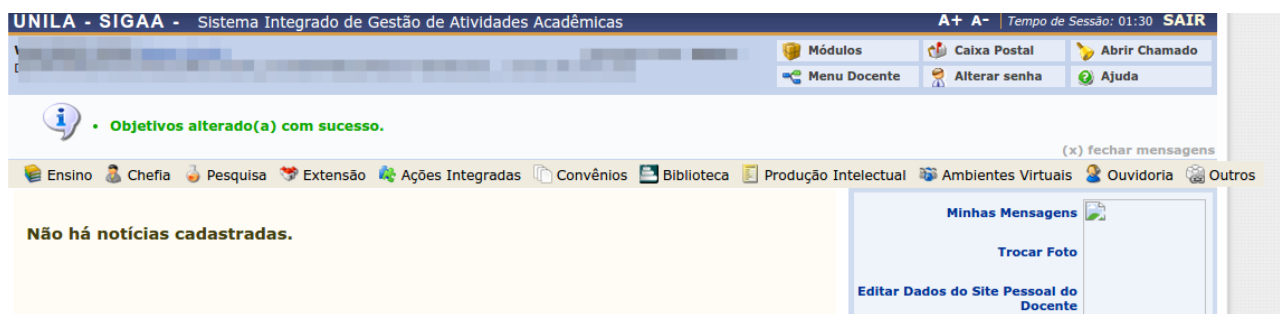 UNILA - SIGAA - Sistema Integrado de Gestão de Atividades Acadêmicas A+ A- Tempo de Sessão: 01:30 SAIR
Módulos Caixa Postal Abrir Chamado
Menu Docente Alterar senha Ajuda
• Objetivos alterado(a) com sucesso.
(x) fechar mensagens
Ensino Chefia Pesquisa Extensão Ações Integradas Convênios Biblioteca Produção Intelectual Ambientes Virtuais Ouvidoria Outros
Não há notícias cadastradas.
Minhas Mensagens
Trocar Foto
Editar Dados do Site Pessoal do
Docente